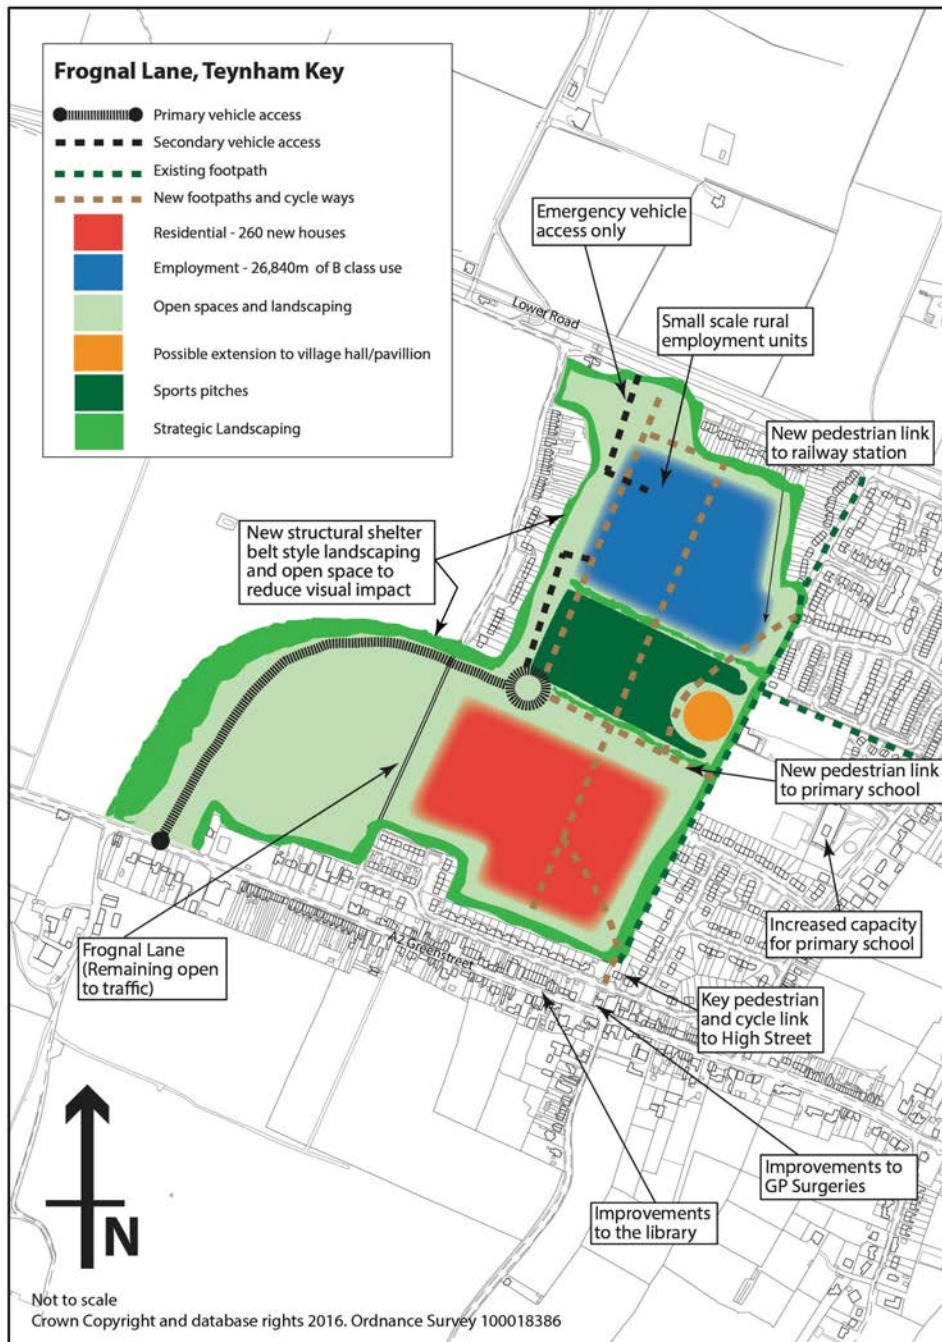 Frognal Lane, Teynham Key
Primary vehicle access
Secondary vehicle access
Existing footpath
New footpaths and cycle ways
Residential - 260 new houses
Employment - 26,840m of B class use
Open spaces and landscaping
Possible extension to village hall/pavillion
Sports pitches
Strategic Landscaping
Emergency vehicle
access only
Lower Road
Small scale rural
employment units
New pedestrian link
to railway station
New structural shelter
belt style landscaping
and open space to
reduce visual impact
New pedestrian link
to primary school
Increased capacity
for primary school
Frognal Lane
(Remaining open
to traffic)
A2 Greenstreet
Key pedestrian
and cycle link
to High Street
Improvements to
GP Surgeries
Improvements
to the library
N
Not to scale
Crown Copyright and database rights 2016. Ordnance Survey 100018386